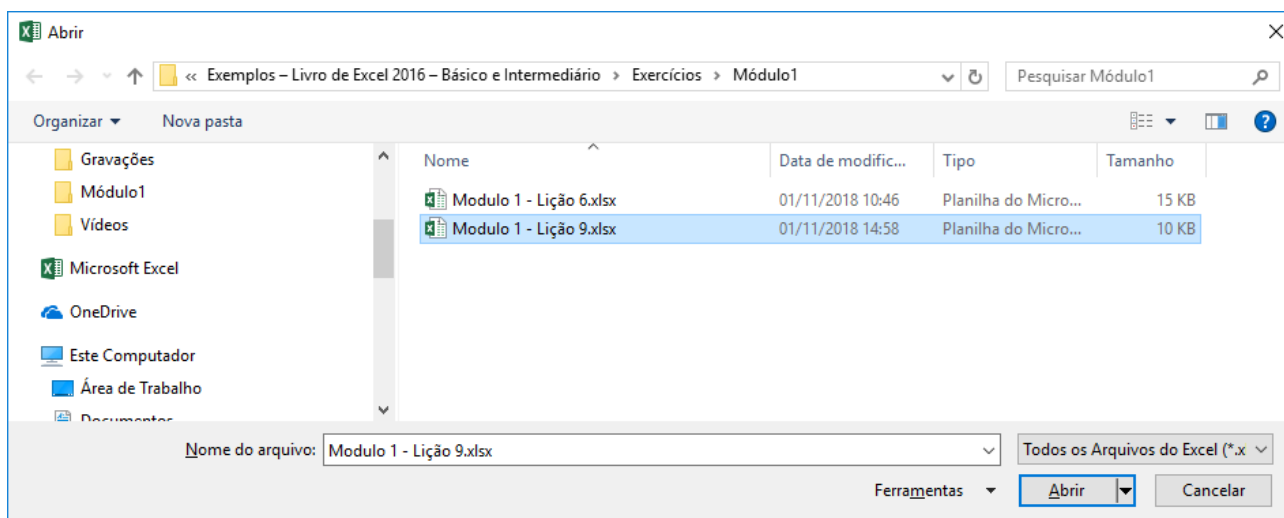 Abrir
« Exemplos – Livro de Excel 2016 – Básico e Intermediário › Exercícios › Módulo1
Pesquisar Módulo1
Organizar
Nova pasta
Gravações
Módulo1
Vídeos
Microsoft Excel
OneDrive
Este Computador
Área de Trabalho
Documentos
Nome Data de modific... Tipo Tamanho
Modulo 1 - Lição 6.xlsx 01/11/2018 10:46 Planilha do Micro... 15 KB
Modulo 1 - Lição 9.xlsx 01/11/2018 14:58 Planilha do Micro... 10 KB
Nome do arquivo: Modulo 1 - Lição 9.xlsx Todos os Arquivos do Excel (*.x
Ferramentas Abrir Cancelar